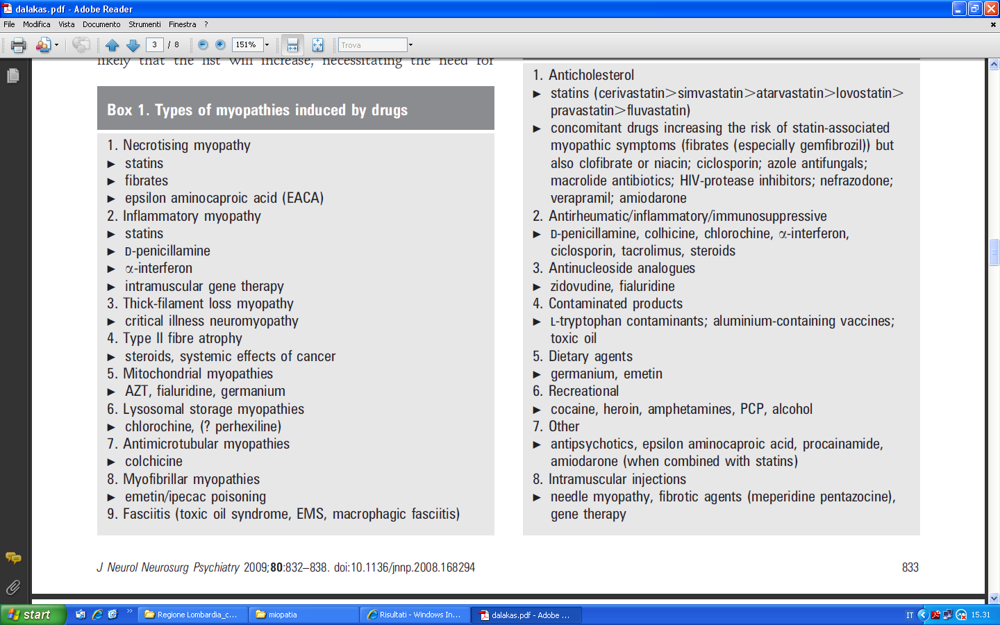 dalakas.pdf - Adobe Reader
File Modifica Vista Documento Strumenti Finestra ?
3 / 8 151% Trova
likely that the list will increase, necessitating the need for
Box 1. Types of myopathies induced by drugs
1. Necrotising myopathy
► statins
► fibrates
► epsilon aminocaproic acid (EACA)
2. Inflammatory myopathy
► statins
► D-penicillamine
► α-interferon
► intramuscular gene therapy
3. Thick-filament loss myopathy
► critical illness neuromyopathy
4. Type II fibre atrophy
► steroids, systemic effects of cancer
5. Mitochondrial myopathies
► AZT, fialuridine, germanium
6. Lysosomal storage myopathies
► chlorochine, (? perhexiline)
7. Antimicrotubular myopathies
► colchicine
8. Myofibrillar myopathies
► emetin/ipecac poisoning
9. Fasciitis (toxic oil syndrome, EMS, macrophagic fasciitis)
1. Anticholesterol
► statins (cerivastatin>simvastatin>atarvastatin>lovostatin>
pravastatin>fluvastatin)
► concomitant drugs increasing the risk of statin-associated
myopathic symptoms (fibrates (especially gemfibrozil)) but
also clofibrate or niacin; ciclosporin; azole antifungals;
macrolide antibiotics; HIV-protease inhibitors; nefrazodone;
verapramil; amiodarone
2. Antirheumatic/inflammatory/immunosuppressive
► D-penicillamine, colhicine, chlorochine, α-interferon,
ciclosporin, tacrolimus, steroids
3. Antinucleoside analogues
► zidovudine, fialuridine
4. Contaminated products
► L-tryptophan contaminants; aluminium-containing vaccines;
toxic oil
5. Dietary agents
► germanium, emetin
6. Recreational
► cocaine, heroin, amphetamines, PCP, alcohol
7. Other
► antipsychotics, epsilon aminocaproic acid, procainamide,
amiodarone (when combined with statins)
8. Intramuscular injections
► needle myopathy, fibrotic agents (meperidine pentazocine),
gene therapy
J Neurol Neurosurg Psychiatry 2009;80:832–838. doi:10.1136/jnnp.2008.168294 833
start Regione Lombardia_c... miopatia Risultati - Windows In... dalakas.pdf - Adobe ... IT 15.31